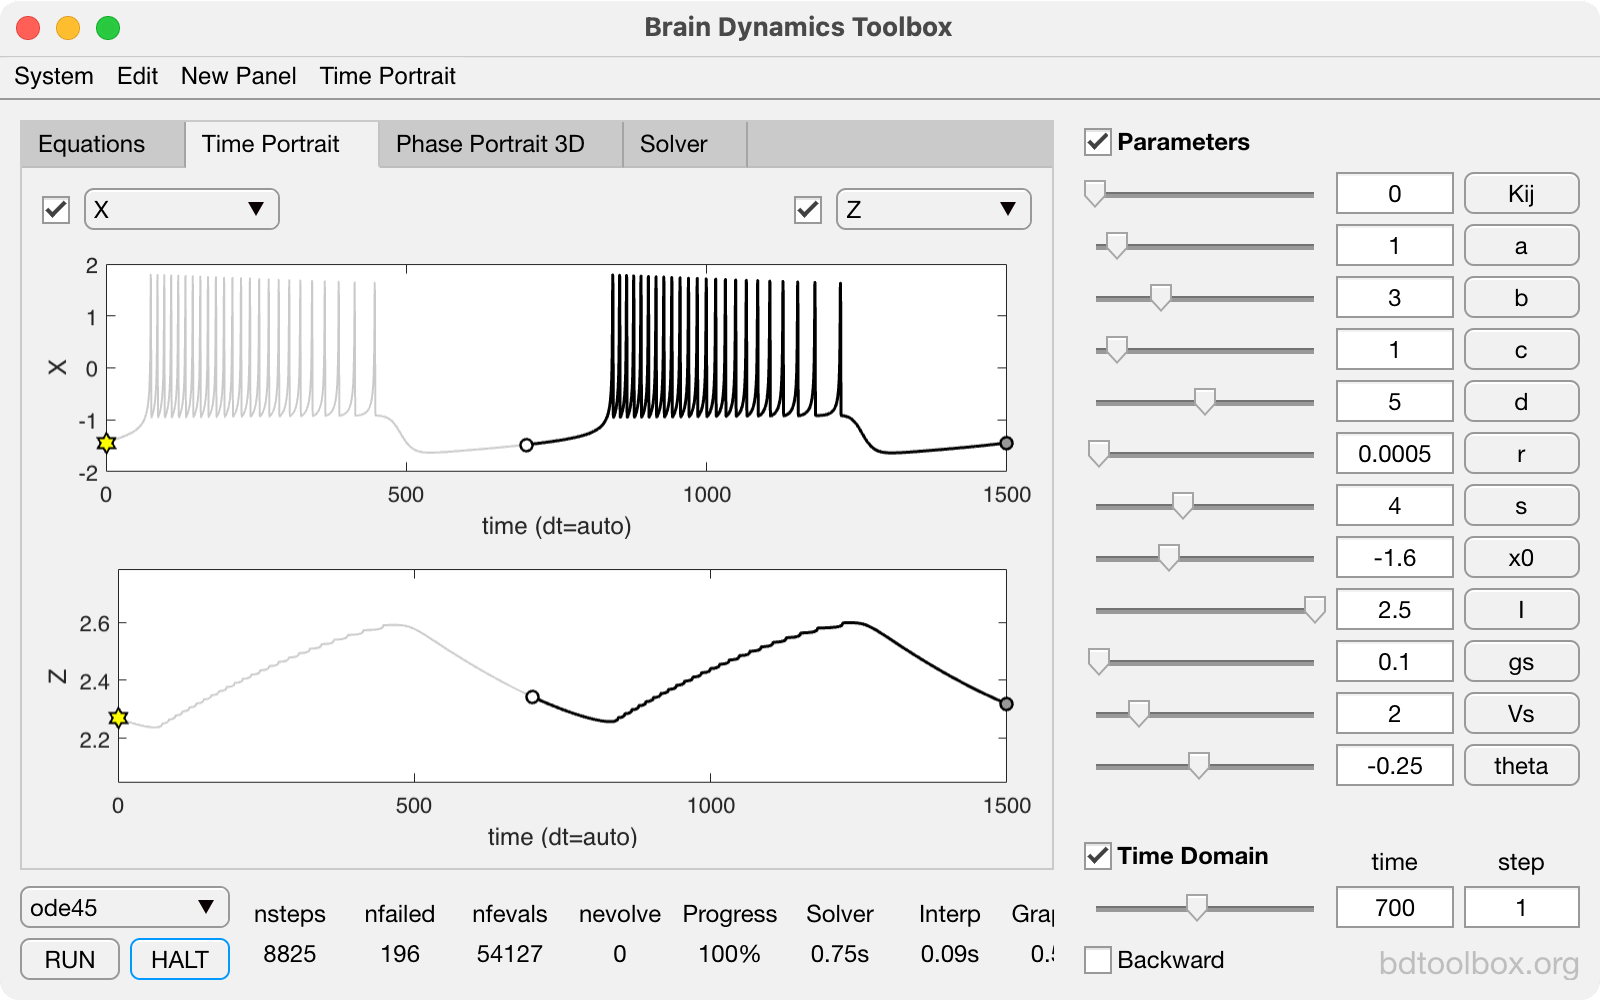 Brain Dynamics Toolbox
System Edit New Panel Time Portrait
Equations Time Portrait Phase Portrait 3D Solver
X Z
2
1
0
-1
-2
X
0 500 1000 1500
time (dt=auto)
2.6
2.4
2.2
Z
0 500 1000 1500
time (dt=auto)
ode45
RUN HALT
nsteps nfailed nfevals nevolve Progress Solver Interp
8825 196 54127 0 100% 0.75s 0.09s
Parameters
0 Kij
1 a
3 b
1 c
5 d
0.0005 r
4 s
-1.6 x0
2.5 I
0.1 gs
2 Vs
-0.25 theta
Time Domain time step
700 1
Backward
bdtoolbox.org